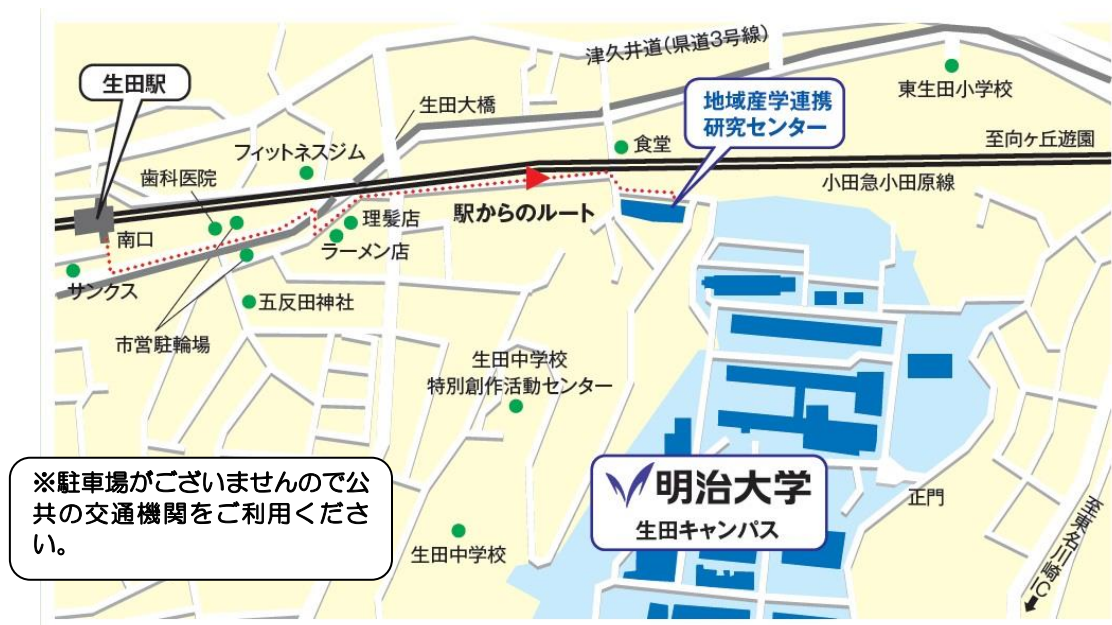 津久井道(県道3号線)
生田駅
生田大橋
地域産学連携
研究センター
東生田小学校
フィットネスジム
食堂
至向ヶ丘遊園
歯科医院
小田急小田原線
南口
理髪店
駅からのルート
ラーメン店
サンクス
五反田神社
市営駐輪場
生田中学校
特別創作活動センター
※駐車場がございませんので公
共の交通機関をご利用くださ
い。
明治大学
生田キャンパス
正門
生田中学校
至東名川崎IC